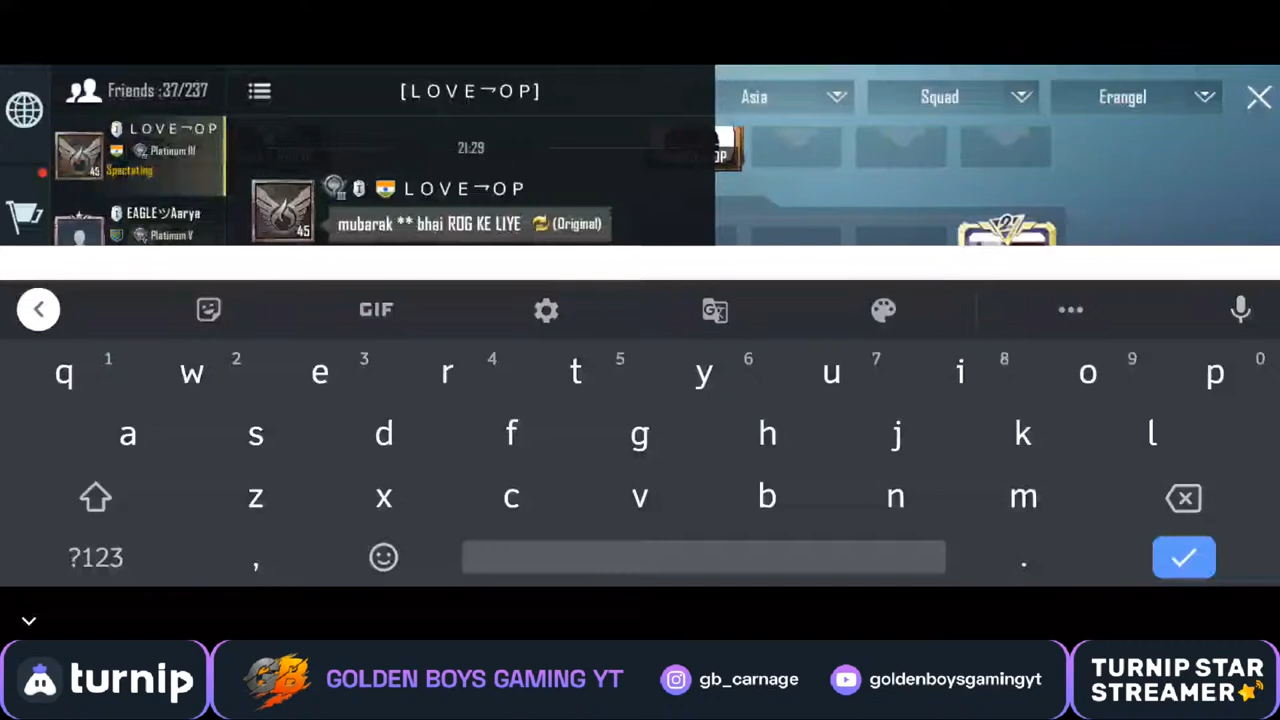 Friends :37/237
[LOVE㇀OP]
Asia
Squad
Erangel
LOVE㇀OP
Platinum III
45
Spectating
21:29
OP
LOVE㇀OP
III
EAGLEツAarya
45
mubarak ** bhai ROG KE LIYE (Original)
Platinum V
GIF
q 1 w 2 e 3 r 4 t 5 y 6 u 7 i 8 o 9 p 0
a s d f g h j k l
z x c v b n m
?123 , .
turnip
GOLDEN BOYS GAMING YT
gb_carnage
goldenboysgamingyt
TURNIP STAR
STREAMER